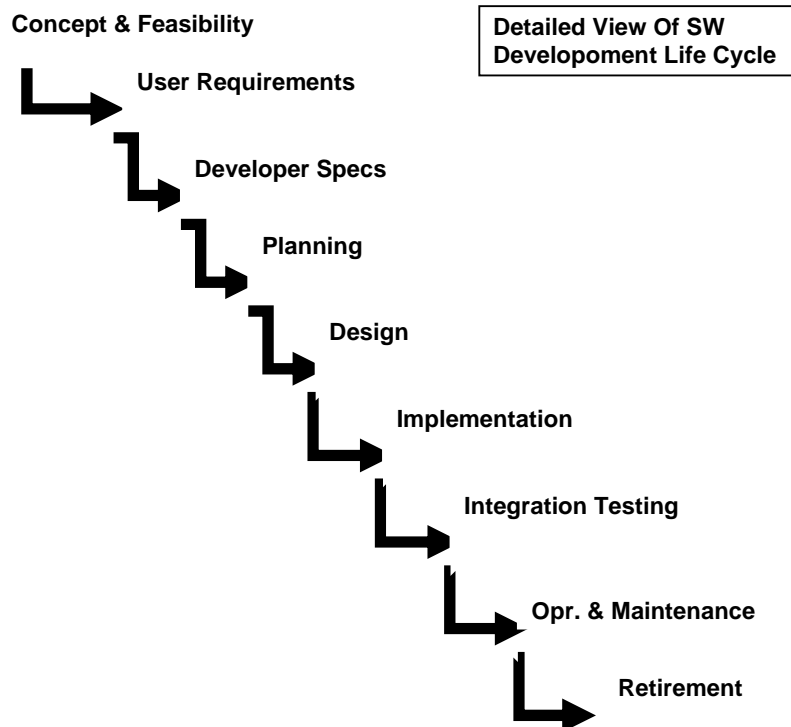 Concept & Feasibility
Detailed View Of SW
Developoment Life Cycle
User Requirements
Developer Specs
Planning
Design
Implementation
Integration Testing
Opr. & Maintenance
Retirement